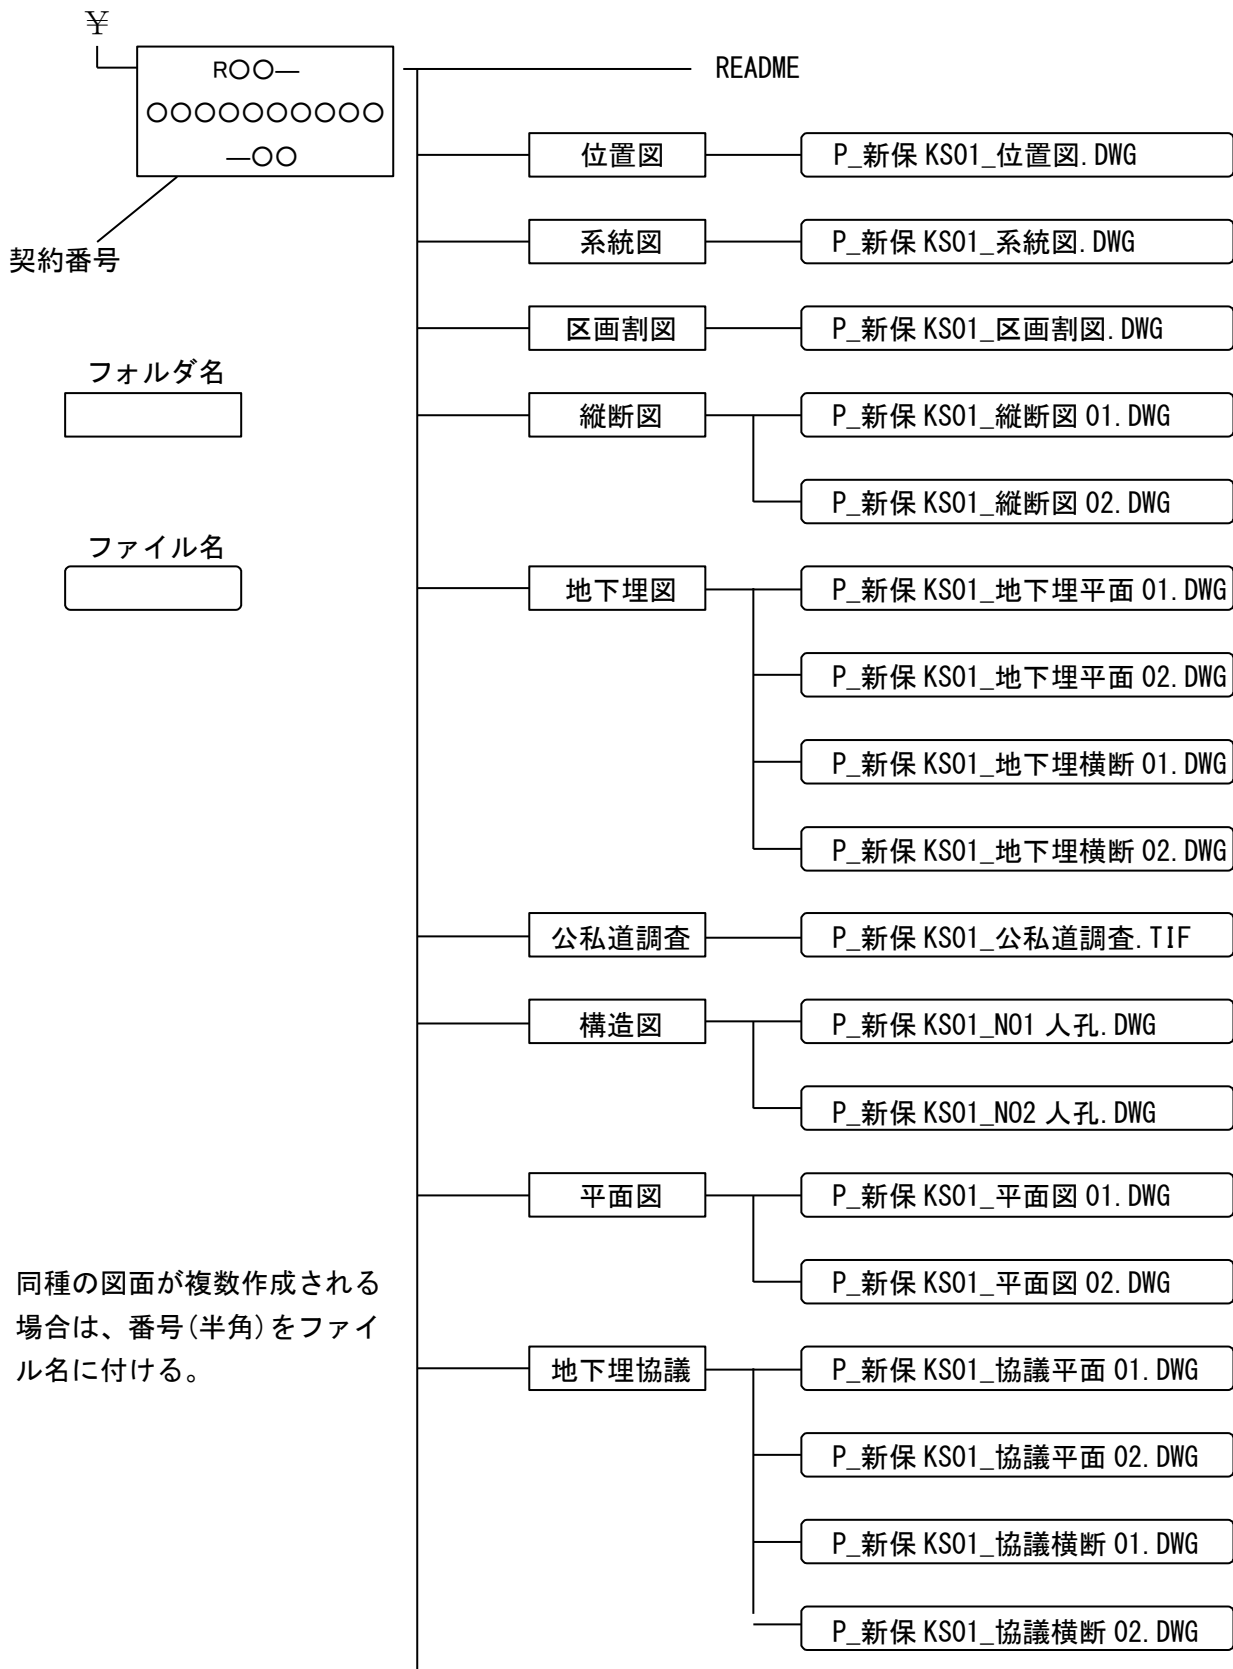 ¥
R〇〇―
〇〇〇〇〇〇〇〇〇〇
―〇〇
契約番号
README
位置図
P_新保 KS01_位置図.DWG
系統図
P_新保 KS01_系統図.DWG
区画割図
P_新保 KS01_区画割図.DWG
フォルダ名
縦断図
P_新保 KS01_縦断図 01.DWG
P_新保 KS01_縦断図 02.DWG
ファイル名
地下埋図
P_新保 KS01_地下埋平面 01.DWG
P_新保 KS01_地下埋平面 02.DWG
P_新保 KS01_地下埋横断 01.DWG
P_新保 KS01_地下埋横断 02.DWG
公私道調査
P_新保 KS01_公私道調査.TIF
構造図
P_新保 KS01_NO1 人孔.DWG
P_新保 KS01_NO2 人孔.DWG
平面図
P_新保 KS01_平面図 01.DWG
P_新保 KS01_平面図 02.DWG
同種の図面が複数作成される
場合は、番号(半角)をファイ
ル名に付ける。
地下埋協議
P_新保 KS01_協議平面 01.DWG
P_新保 KS01_協議平面 02.DWG
P_新保 KS01_協議横断 01.DWG
P_新保 KS01_協議横断 02.DWG